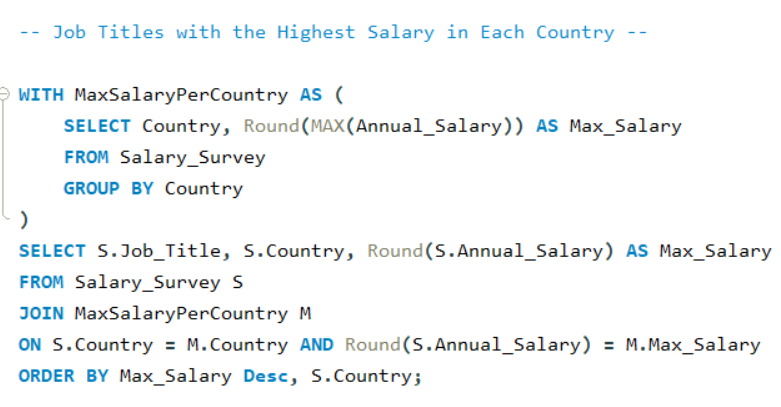 -- Job Titles with the Highest Salary in Each Country --
WITH MaxSalaryPerCountry AS (
    SELECT Country, Round(MAX(Annual_Salary)) AS Max_Salary
    FROM Salary_Survey
    GROUP BY Country
)
SELECT S.Job_Title, S.Country, Round(S.Annual_Salary) AS Max_Salary
FROM Salary_Survey S
JOIN MaxSalaryPerCountry M
ON S.Country = M.Country AND Round(S.Annual_Salary) = M.Max_Salary
ORDER BY Max_Salary Desc, S.Country;